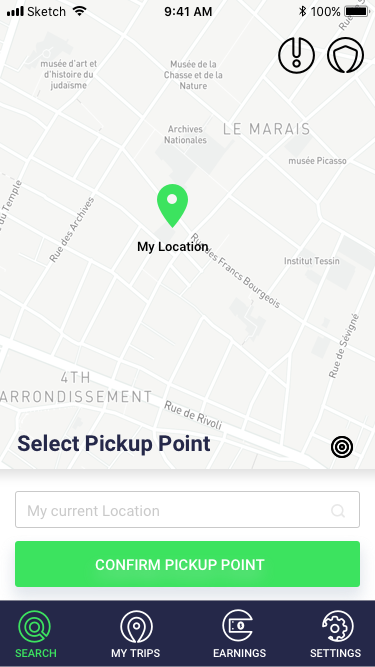 Sketch
9:41 AM
100%
Rue
musée d'art et
d'histoire du
judaïsme
Musée de la
Chasse et de la
Nature
Archives
Nationales
LE MARAIS
musée Picasso
du Temple
Rue des Archives
My Location
Rue des Francs Bourgeois
Institut Tessin
Rue de Sévigné
4TH
ARRONDISSEMENT
Rue de Rivoli
Select Pickup Point
My current Location
CONFIRM PICKUP POINT
SEARCH
MY TRIPS
EARNINGS
SETTINGS